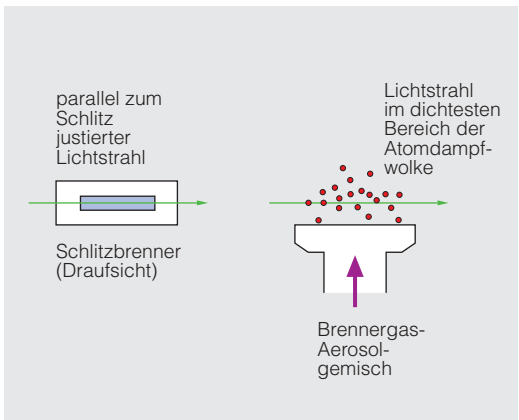 parallel zum
Schlitz
justierter
Lichtstrahl
Schlitzbrenner
(Draufsicht)
Lichtstrahl
im dichtesten
Bereich der
Atomdampf-
wolke
Brennergas-
Aerosol-
gemisch